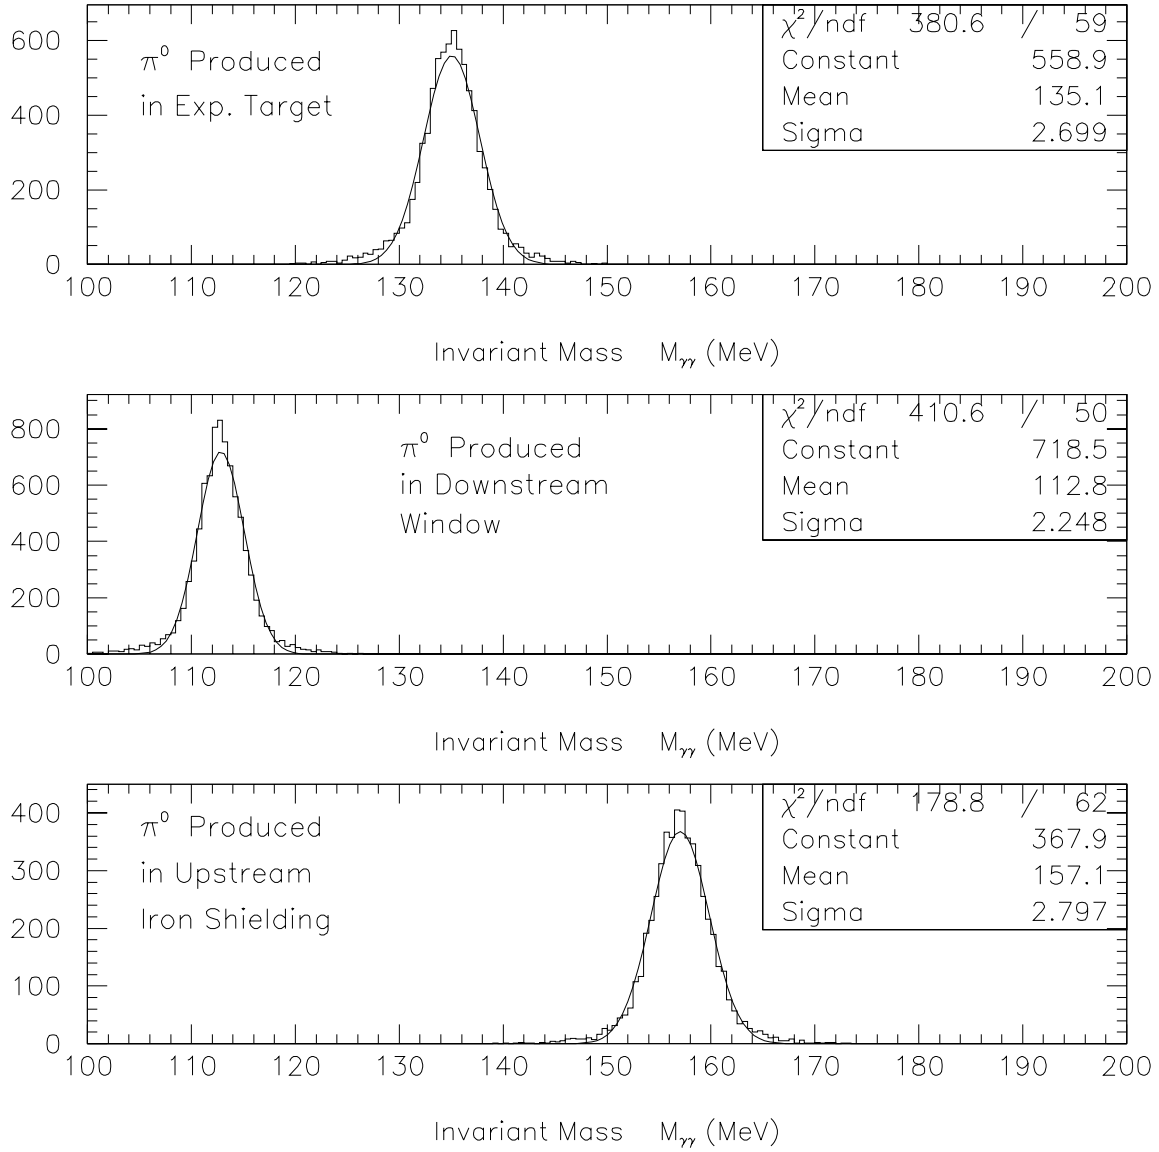 600
400
200
0
π⁰ Produced
in Exp. Target
χ²/ndf 380.6 / 59
Constant 558.9
Mean 135.1
Sigma 2.699
100 110 120 130 140 150 160 170 180 190 200
Invariant Mass M_γγ (MeV)
800
600
400
200
0
π⁰ Produced
in Downstream
Window
χ²/ndf 410.6 / 50
Constant 718.5
Mean 112.8
Sigma 2.248
100 110 120 130 140 150 160 170 180 190 200
Invariant Mass M_γγ (MeV)
400
300
200
100
0
π⁰ Produced
in Upstream
Iron Shielding
χ²/ndf 178.8 / 62
Constant 367.9
Mean 157.1
Sigma 2.797
100 110 120 130 140 150 160 170 180 190 200
Invariant Mass M_γγ (MeV)